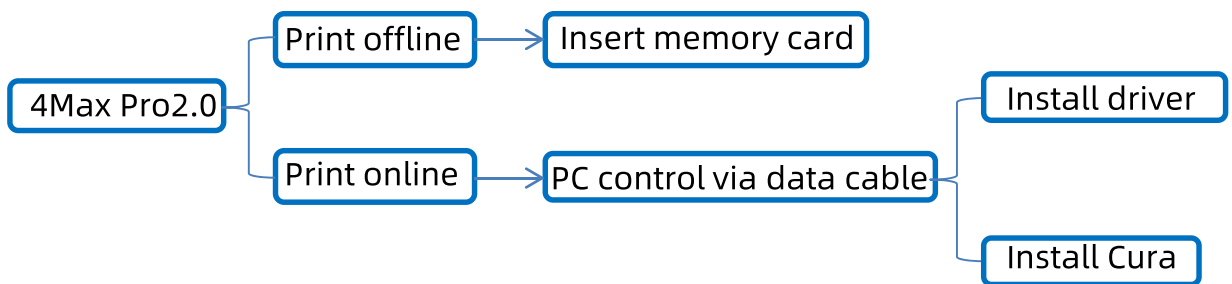 Print offline
Insert memory card
4Max Pro2.0
Install driver
Print online
PC control via data cable
Install Cura